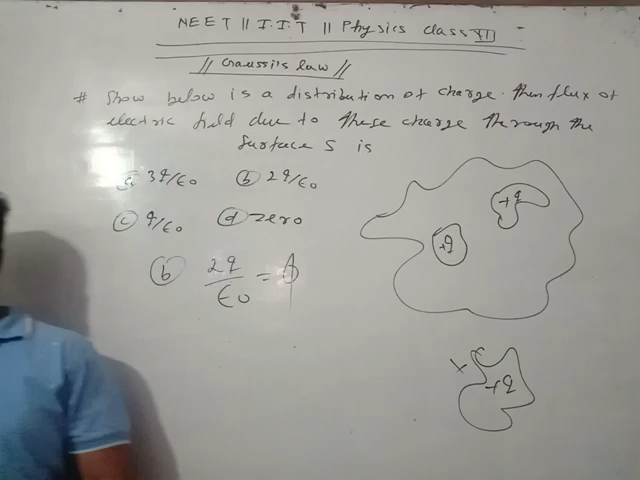 NEET || I.I.T || Physics class XII
// Gauss's law //
# Show below is a distribution of charge. then flux of
electric field due to these charge through the
surface S is
(a) 3q/ε0 (b) 2q/ε0
(c) q/ε0 (d) zero
(b) 2q/ε0 = ϕ
+q
+q
+q